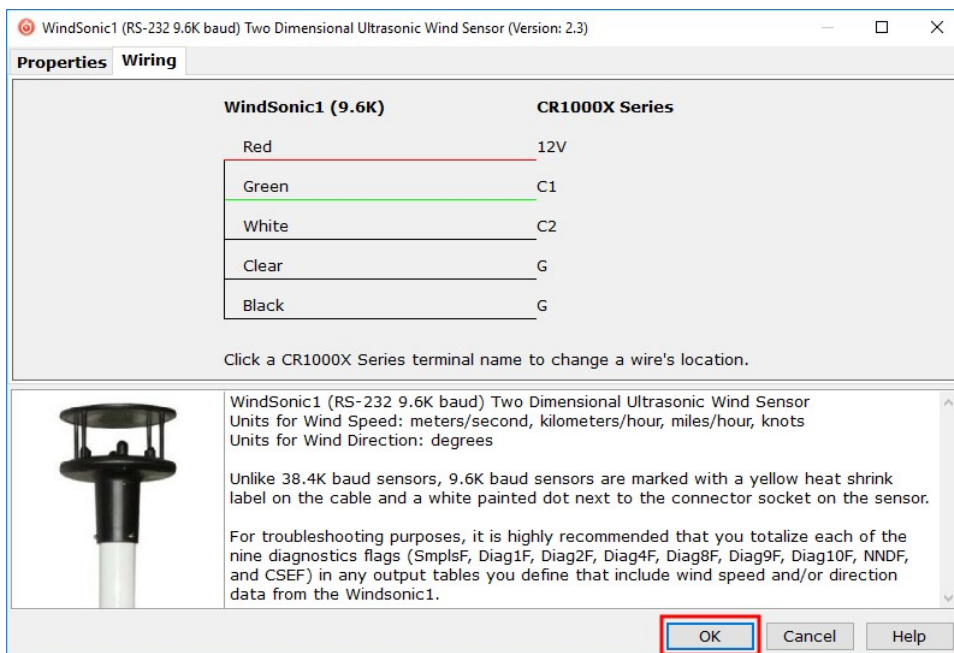 WindSonic1 (RS-232 9.6K baud) Two Dimensional Ultrasonic Wind Sensor (Version: 2.3)
Properties Wiring
WindSonic1 (9.6K) CR1000X Series
Red 12V
Green C1
White C2
Clear G
Black G
Click a CR1000X Series terminal name to change a wire's location.
WindSonic1 (RS-232 9.6K baud) Two Dimensional Ultrasonic Wind Sensor
Units for Wind Speed: meters/second, kilometers/hour, miles/hour, knots
Units for Wind Direction: degrees
Unlike 38.4K baud sensors, 9.6K baud sensors are marked with a yellow heat shrink
label on the cable and a white painted dot next to the connector socket on the sensor.
For troubleshooting purposes, it is highly recommended that you totalize each of the
nine diagnostics flags (SmplsF, Diag1F, Diag2F, Diag4F, Diag8F, Diag9F, Diag10F, NNDF,
and CSEF) in any output tables you define that include wind speed and/or direction
data from the Windsonic1.
OK Cancel Help